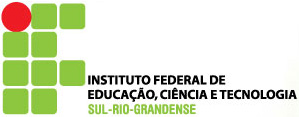 INSTITUTO FEDERAL DE
EDUCAÇÃO, CIÊNCIA E TECNOLOGIA
SUL-RIO-GRANDENSE